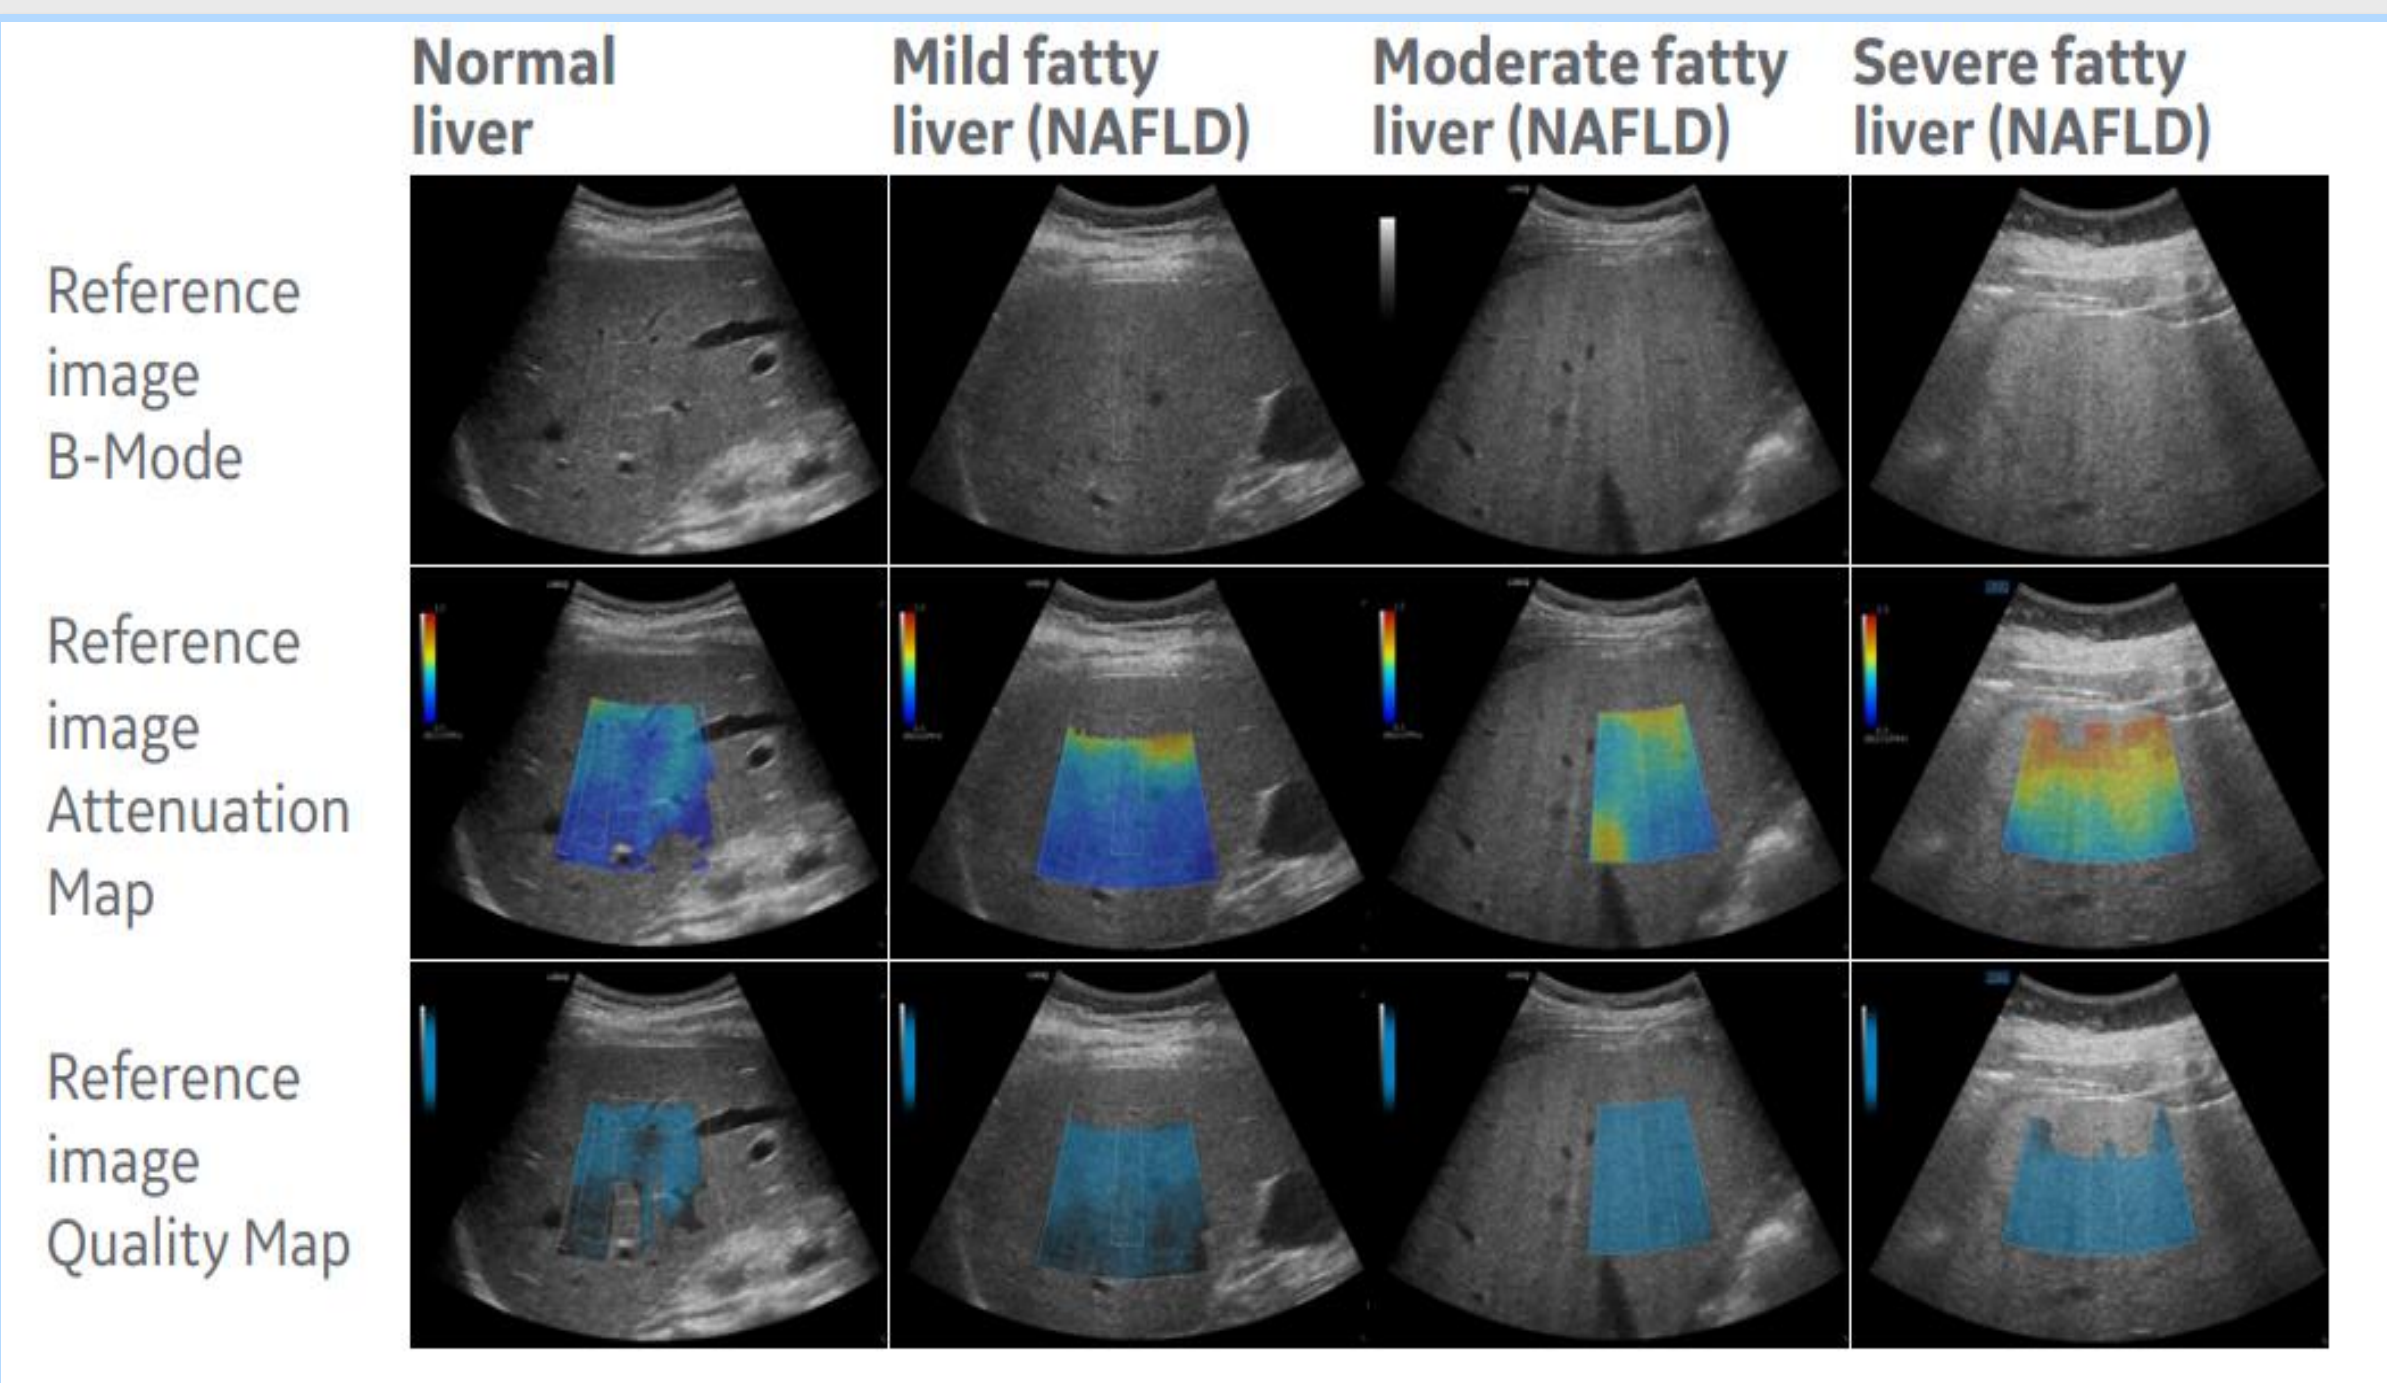 Normal
liver
Mild fatty
liver (NAFLD)
Moderate fatty
liver (NAFLD)
Severe fatty
liver (NAFLD)
Reference
image
B-Mode
Reference
image
Attenuation
Map
Reference
image
Quality Map